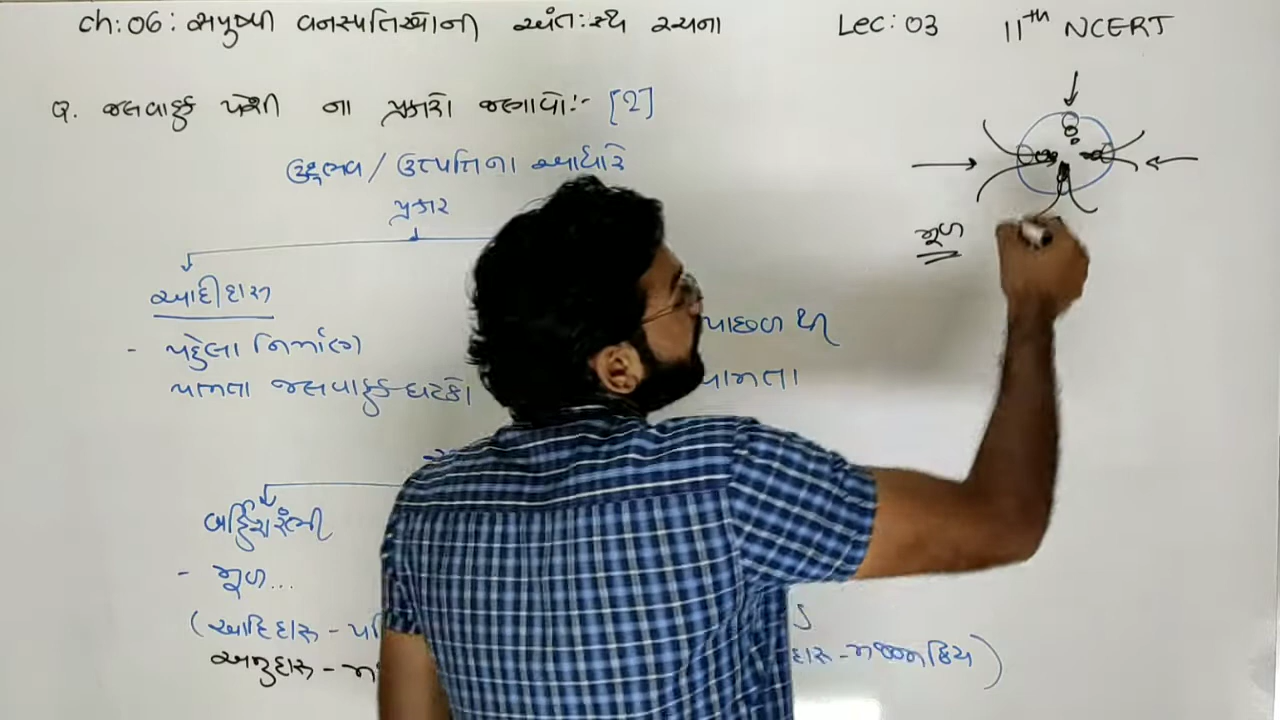 ch:06: સપુષ્પી વનસ્પતિઓની અંતઃસ્થ રચના Lec: 03 11th NCERT
Q. જલવાહક પેશી ના પ્રકારો જણાવો:- [2]
ઉદ્ભવ / ઉત્પત્તિના આધારે
પ્રકાર
મૂળ
આદીદારુ
- પહેલા નિર્માણ
પામતા જલવાહક ઘટકો
પાછળ થી
પામતા
બર્હિરારંભી
- મૂળ...
(આદિદારુ -
અનુદારુ -
દારુ - મજ્જા તિય)